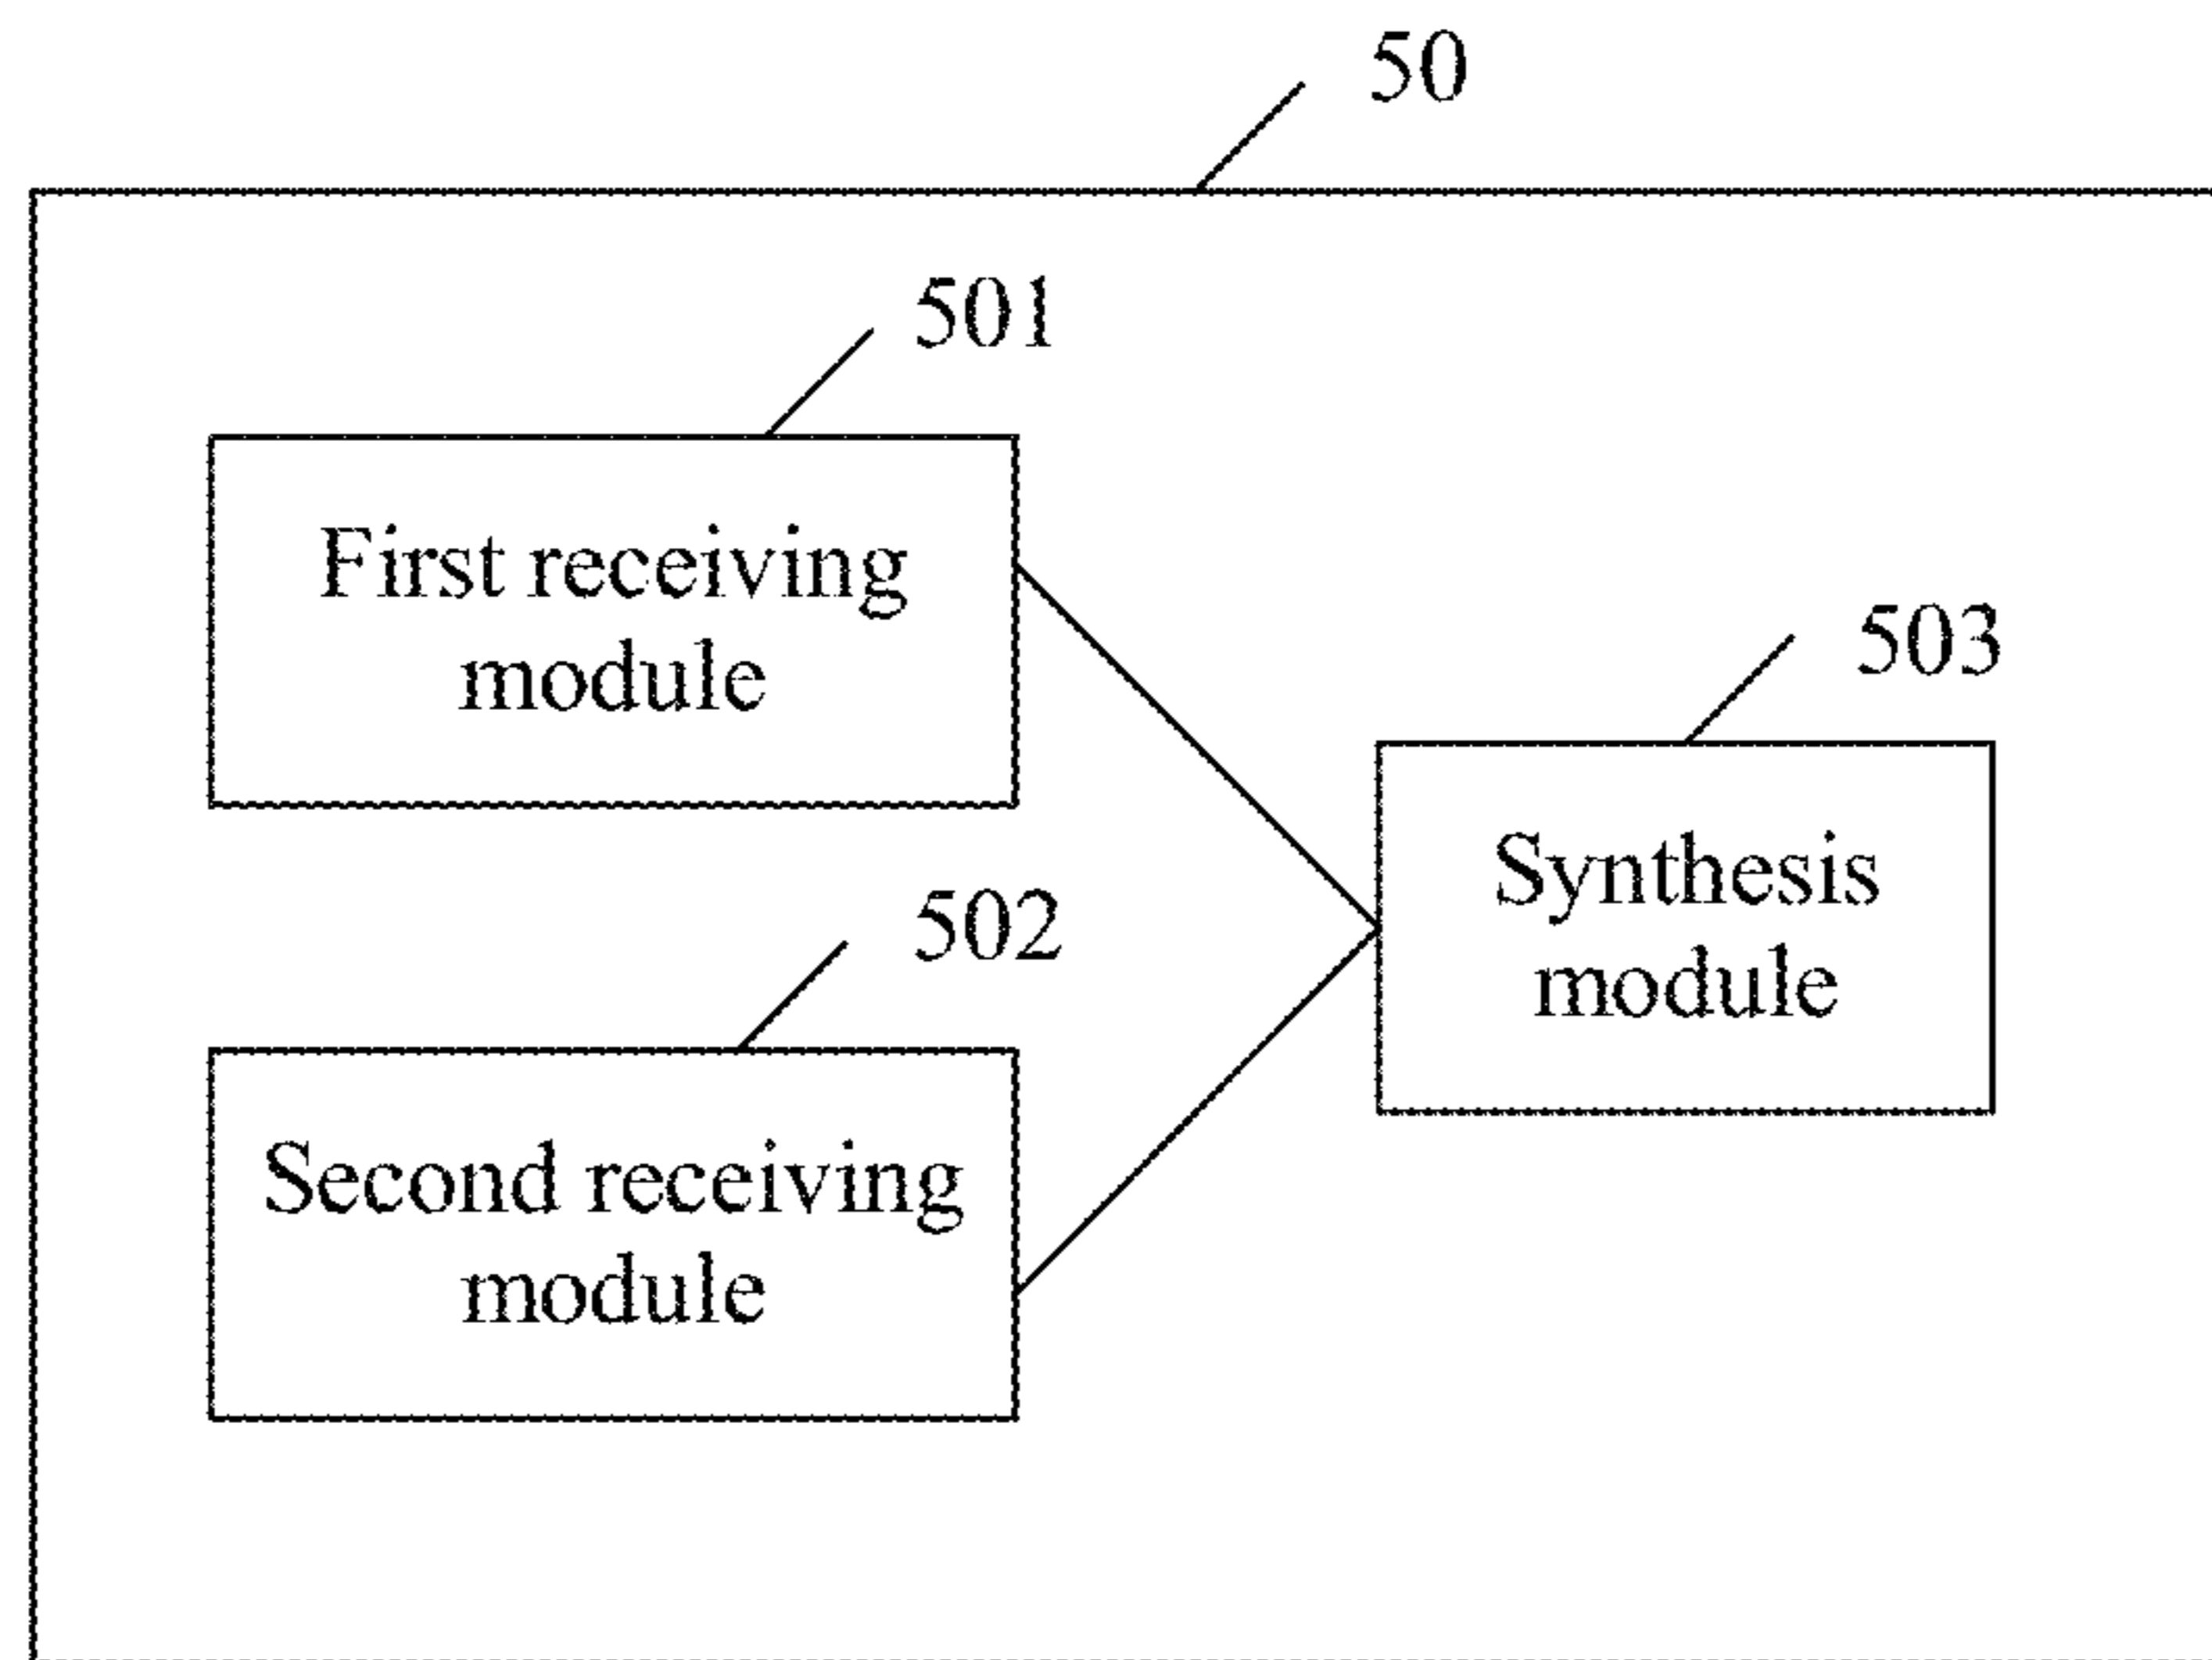 50
501
First receiving
module
503
Synthesis
module
502
Second receiving
module